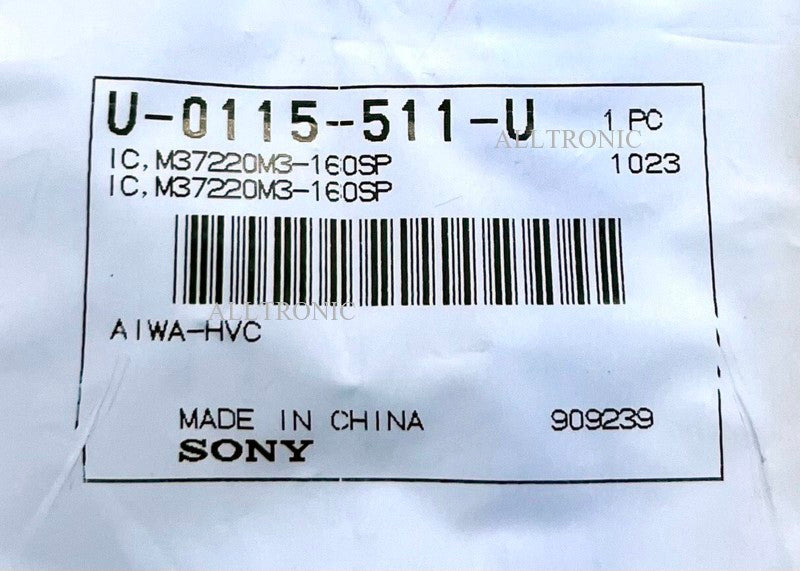 U-0115-511-U 1 PC
ALLTRONIC
IC,M37220M3-160SP 1023
IC,M37220M3-160SP
ALLTRONIC
AIWA-HVC
MADE IN CHINA 909239
SONY